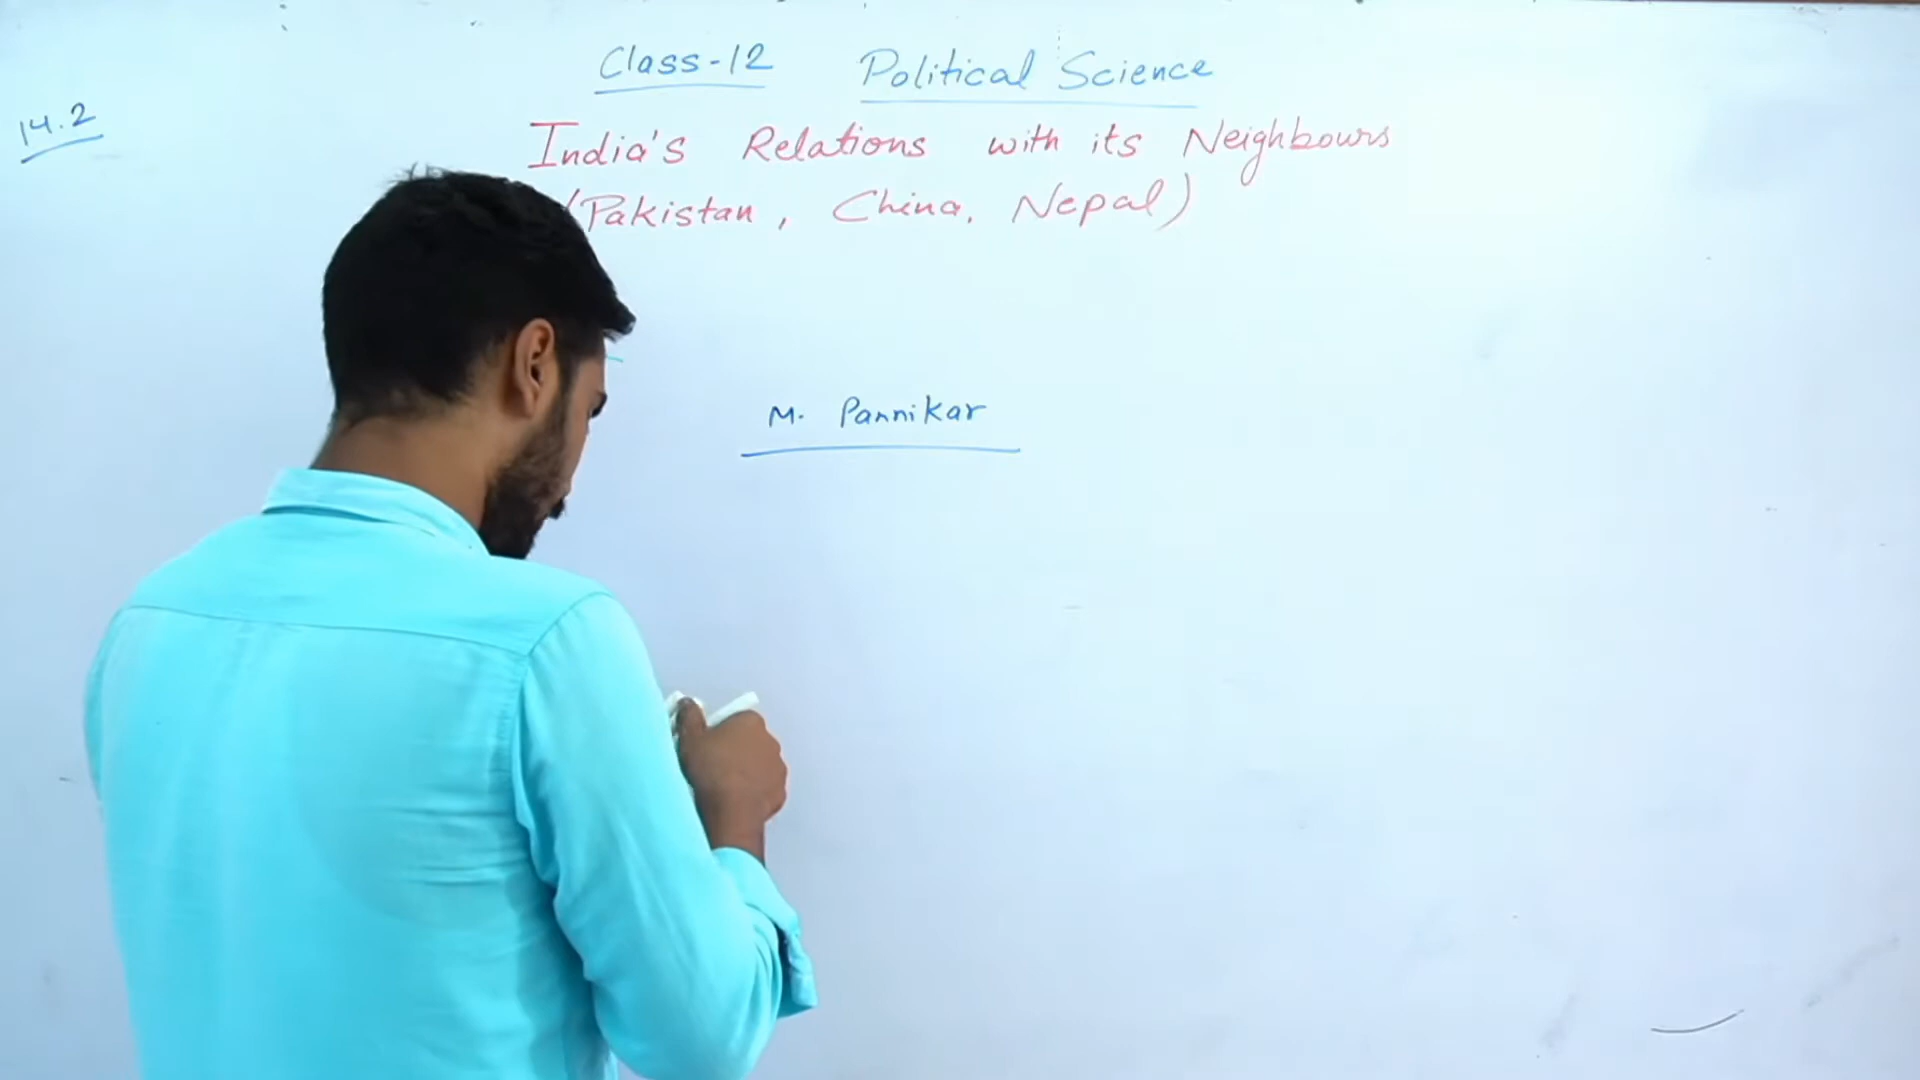 Class-12 Political Science
14.2
India's Relations with its Neighbours
(Pakistan, China, Nepal)
M. Pannikar